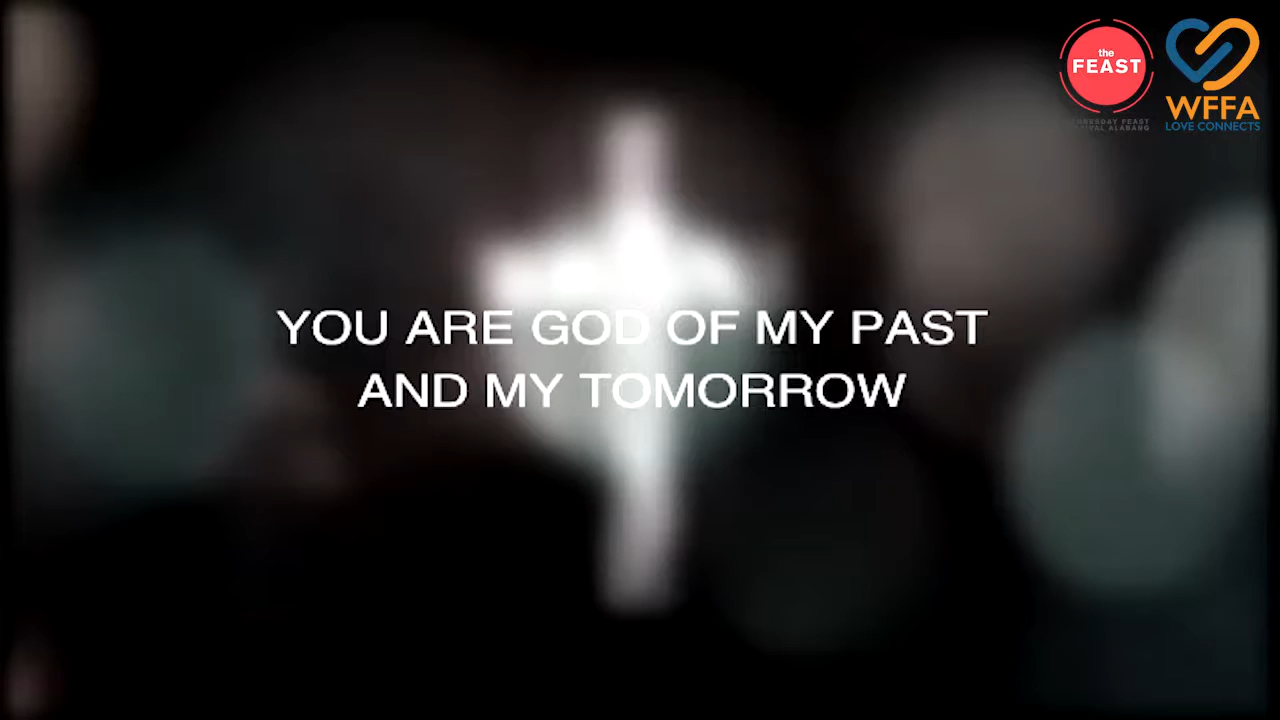 the
FEAST
WFFA
LOVE CONNECTS
YOU ARE GOD OF MY PAST
AND MY TOMORROW